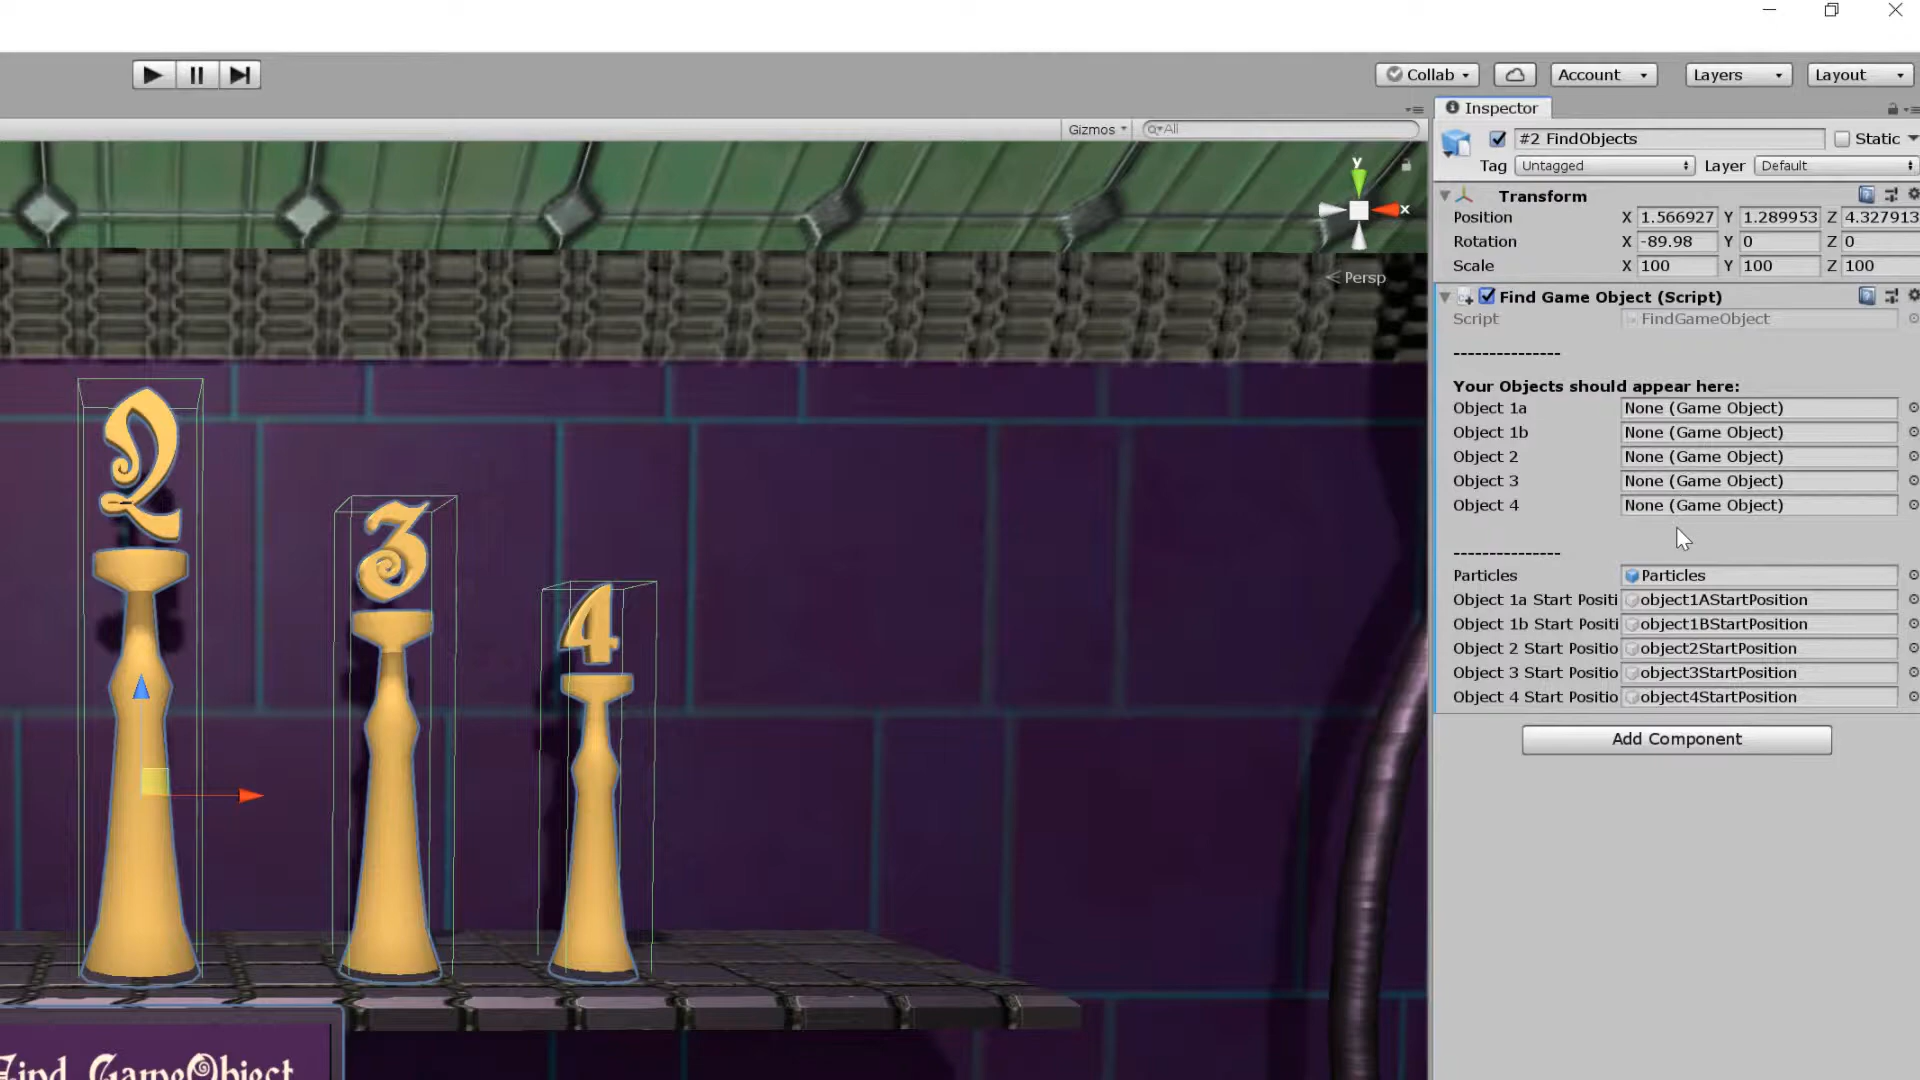 Collab
Account
Layers
Layout
Inspector
Gizmos
All
#2 FindObjects
Static
Tag Untagged Layer Default
y
x
Persp
Transform
Position X 1.566927 Y 1.289953 Z 4.327913
Rotation X -89.98 Y 0 Z 0
Scale X 100 Y 100 Z 100
Find Game Object (Script)
Script FindGameObject
---------------
Your Objects should appear here:
Object 1a None (Game Object)
Object 1b None (Game Object)
Object 2 None (Game Object)
Object 3 None (Game Object)
Object 4 None (Game Object)
---------------
Particles Particles
Object 1a Start Positi object1AStartPosition
Object 1b Start Positi object1BStartPosition
Object 2 Start Positio object2StartPosition
Object 3 Start Positio object3StartPosition
Object 4 Start Positio object4StartPosition
Add Component
2
3
4
Find GameObject